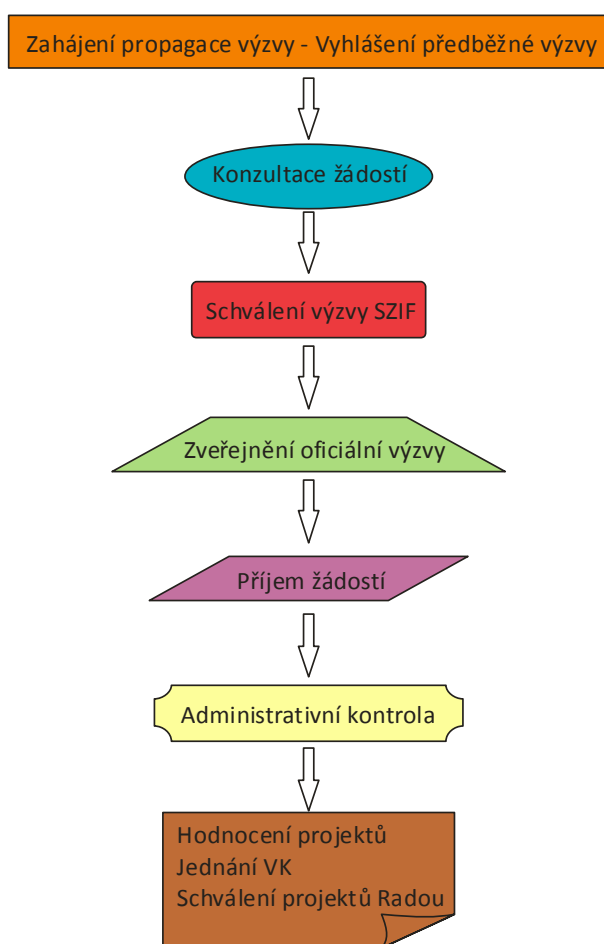 Zahájení propagace výzvy - Vyhlášení předběžné výzvy
Konzultace žádostí
Schválení výzvy SZIF
Zveřejnění oficiální výzvy
Příjem žádostí
Administrativní kontrola
Hodnocení projektů
Jednání VK
Schválení projektů Radou